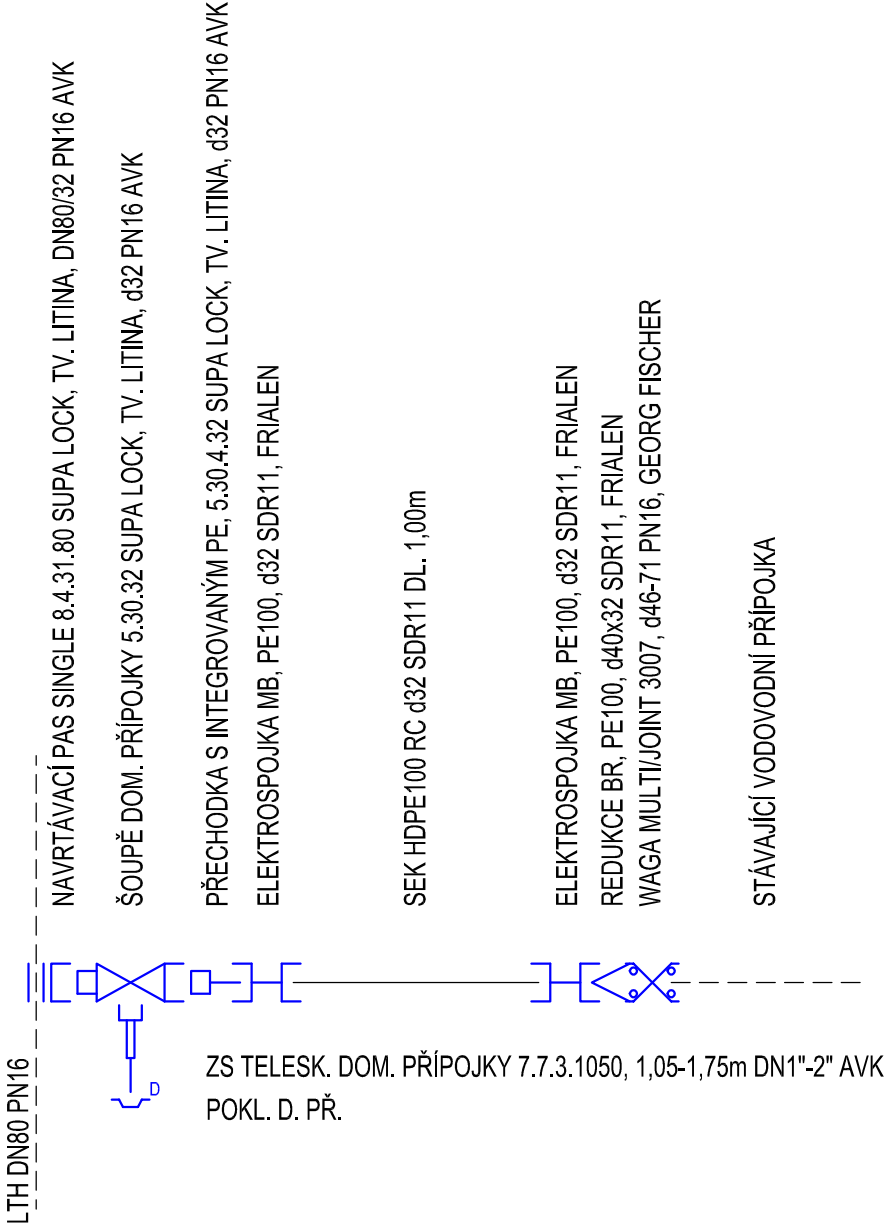 LTH DN80 PN16
NAVRTÁVACÍ PAS SINGLE 8.4.31.80 SUPA LOCK, TV. LITINA, DN80/32 PN16 AVK
ŠOUPĚ DOM. PŘÍPOJKY 5.30.32 SUPA LOCK, TV. LITINA, d32 PN16 AVK
PŘECHODKA S INTEGROVANÝM PE, 5.30.4.32 SUPA LOCK, TV. LITINA, d32 PN16 AVK
ELEKTROSPOJKA MB, PE100, d32 SDR11, FRIALEN
SEK HDPE100 RC d32 SDR11 DL. 1,00m
ELEKTROSPOJKA MB, PE100, d32 SDR11, FRIALEN
REDUKCE BR, PE100, d40x32 SDR11, FRIALEN
WAGA MULTI/JOINT 3007, d46-71 PN16, GEORG FISCHER
STÁVAJÍCÍ VODOVODNÍ PŘÍPOJKA
D
ZS TELESK. DOM. PŘÍPOJKY 7.7.3.1050, 1,05-1,75m DN1"-2" AVK
POKL. D. PŘ.